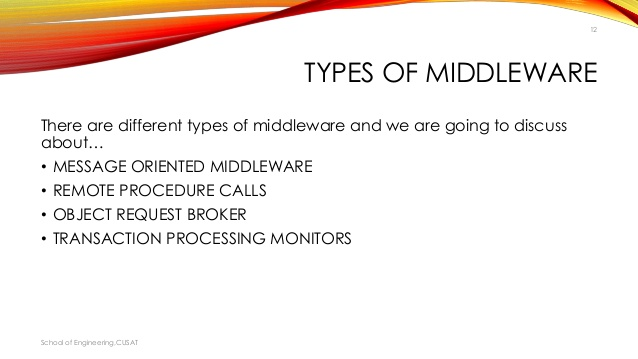 12
TYPES OF MIDDLEWARE
There are different types of middleware and we are going to discuss
about…
• MESSAGE ORIENTED MIDDLEWARE
• REMOTE PROCEDURE CALLS
• OBJECT REQUEST BROKER
• TRANSACTION PROCESSING MONITORS
School of Engineering,CUSAT